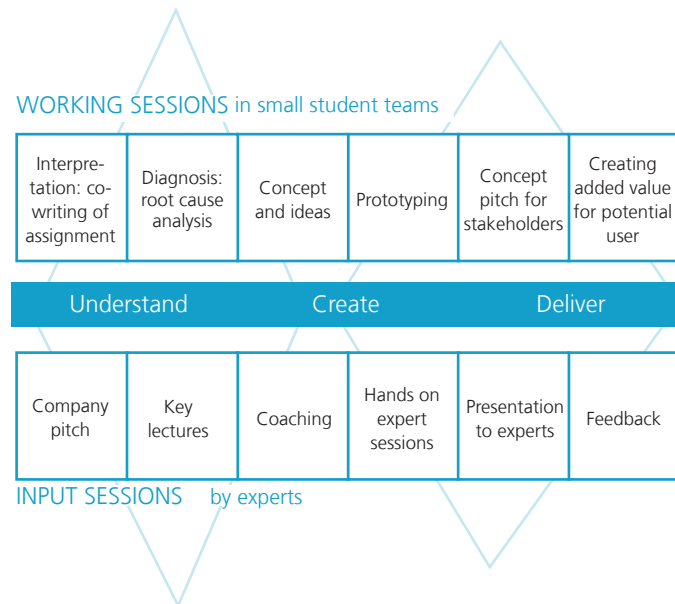 WORKING SESSIONS in small student teams
Interpre-
tation: co-
writing of
assignment
Diagnosis:
root cause
analysis
Concept
and ideas
Prototyping
Concept
pitch for
stakeholders
Creating
added value
for potential
user
Understand
Create
Deliver
Company
pitch
Key
lectures
Coaching
Hands on
expert
sessions
Presentation
to experts
Feedback
INPUT SESSIONS by experts